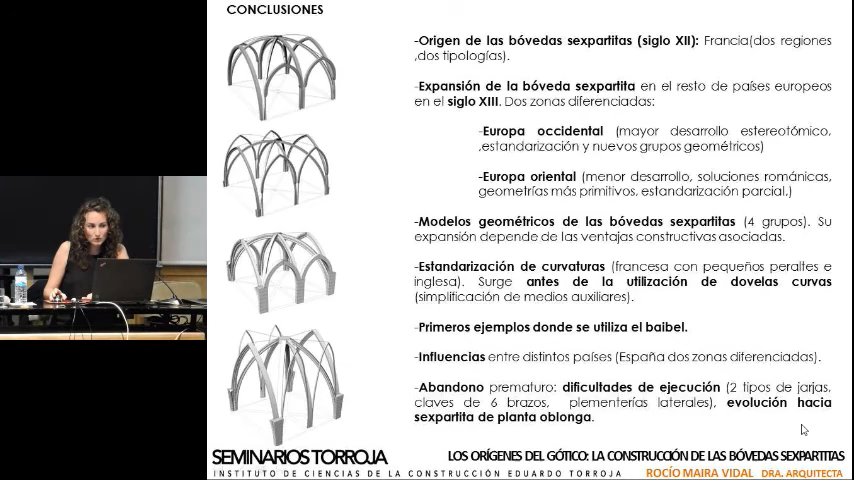 CONCLUSIONES
-Origen de las bóvedas sexpartitas (siglo XII): Francia(dos regiones
,dos tipologías).
-Expansión de la bóveda sexpartita en el resto de países europeos
en el siglo XIII. Dos zonas diferenciadas:
-Europa occidental (mayor desarrollo estereotómico,
,estandarización y nuevos grupos geométricos)
-Europa oriental (menor desarrollo, soluciones románicas,
geometrías más primitivos, estandarización parcial.)
-Modelos geométricos de las bóvedas sexpartitas (4 grupos). Su
expansión depende de las ventajas constructivas asociadas.
-Estandarización de curvaturas (francesa con pequeños peraltes e
inglesa). Surge antes de la utilización de dovelas curvas
(simplificación de medios auxiliares).
-Primeros ejemplos donde se utiliza el baibel.
-Influencias entre distintos países (España dos zonas diferenciadas).
-Abandono prematuro: dificultades de ejecución (2 tipos de jarjas,
claves de 6 brazos, plementerías laterales), evolución hacia
sexpartita de planta oblonga.
SEMINARIOS TORROJA
INSTITUTO DE CIENCIAS DE LA CONSTRUCCIÓN EDUARDO TORROJA
LOS ORÍGENES DEL GÓTICO: LA CONSTRUCCIÓN DE LAS BÓVEDAS SEXPARTITAS
ROCÍO MAIRA VIDAL DRA. ARQUITECTA